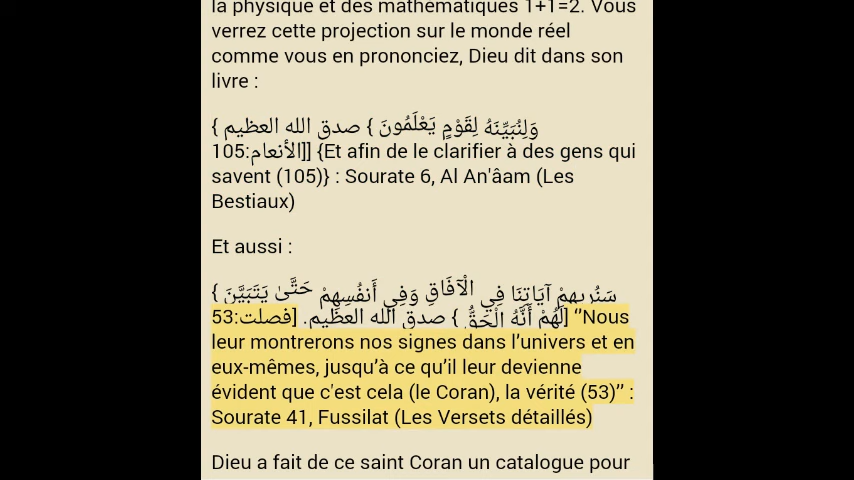 la physique et des mathématiques 1+1=2. Vous
verrez cette projection sur le monde réel
comme vous en prononciez, Dieu dit dans son
livre :
{ وَلِنُبَيِّنَهُ لِقَوْمٍ يَعْلَمُونَ } صدق الله العظيم
[[الأنعام:105 {Et afin de le clarifier à des gens qui
savent (105)} : Sourate 6, Al An'âam (Les
Bestiaux)
Et aussi :
{ سَنُرِيهِمْ آيَاتِنَا فِي الْآفَاقِ وَفِي أَنفُسِهِمْ حَتَّىٰ يَتَبَيَّنَ
لَهُمْ أَنَّهُ الْحَقُّ } صدق الله العظيم. [فصلت:53] ‘’Nous
leur montrerons nos signes dans l’univers et en
eux-mêmes, jusqu’à ce qu’il leur devienne
évident que c'est cela (le Coran), la vérité (53)’’ :
Sourate 41, Fussilat (Les Versets détaillés)
Dieu a fait de ce saint Coran un catalogue pour